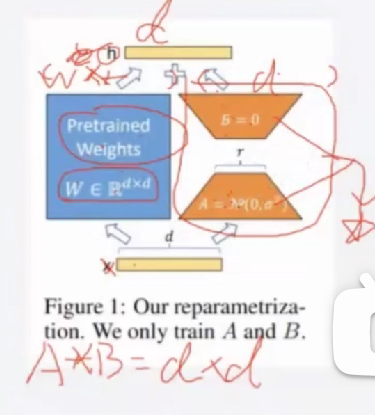 d
h
W x + d
B = 0
Pretrained
Weights
r
W ∈ ℝ^{d×d}
A = 𝒩(0, σ²)
d
x
Figure 1: Our reparametriza-
tion. We only train A and B.
A*B=d×d